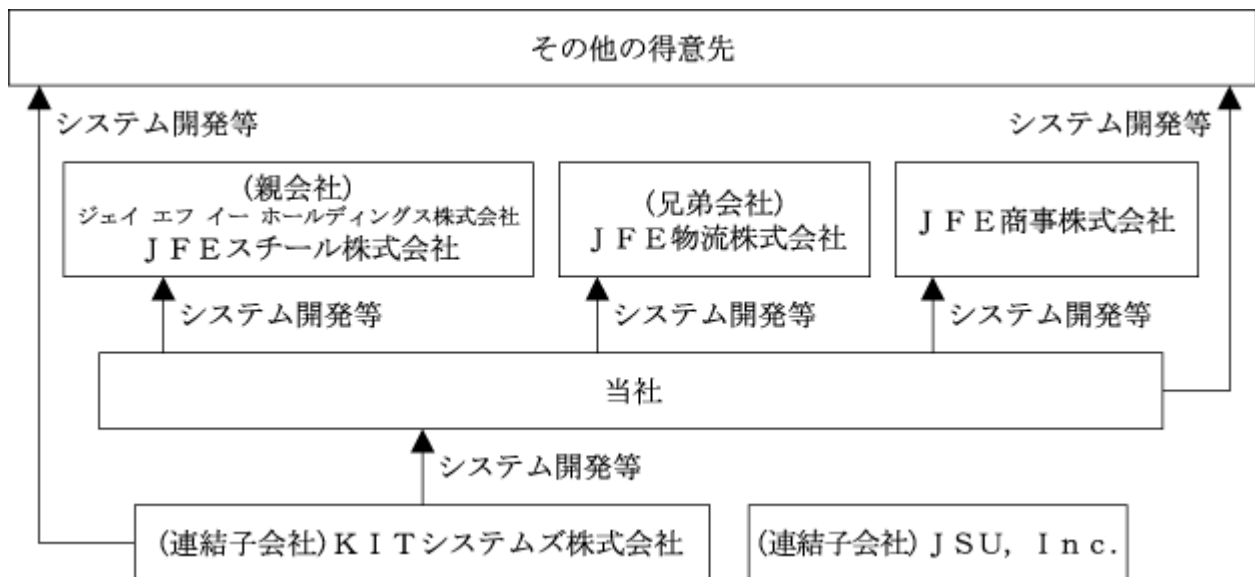 その他の得意先
システム開発等
システム開発等
(親会社)
ジェイ エフ イー ホールディングス株式会社
ＪＦＥスチール株式会社
(兄弟会社)
ＪＦＥ物流株式会社
ＪＦＥ商事株式会社
システム開発等
システム開発等
システム開発等
当社
システム開発等
(連結子会社)ＫＩＴシステムズ株式会社
(連結子会社)ＪＳＵ，Ｉｎｃ.